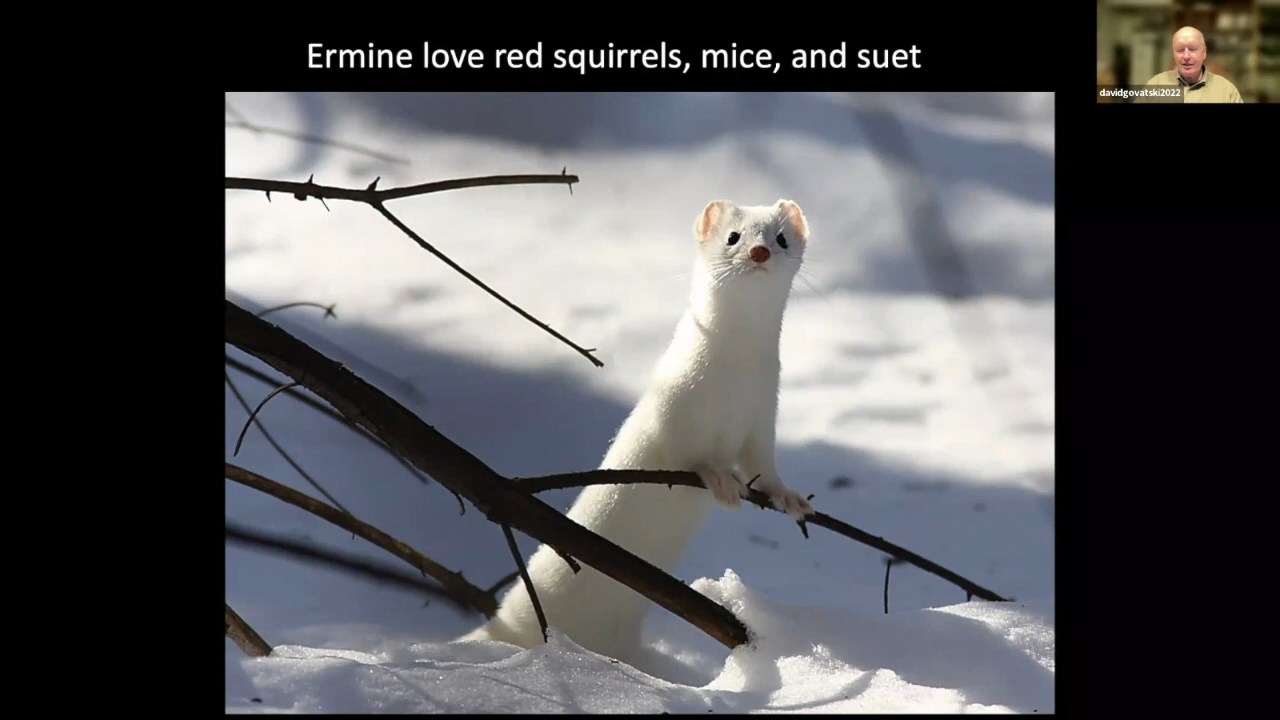 Ermine love red squirrels, mice, and suet
davidgovatski2022